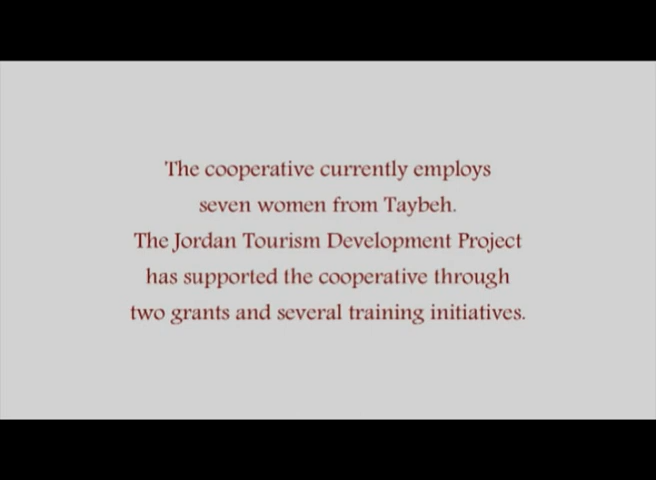 The cooperative currently employs
seven women from Taybeh.
The Jordan Tourism Development Project
has supported the cooperative through
two grants and several training initiatives.